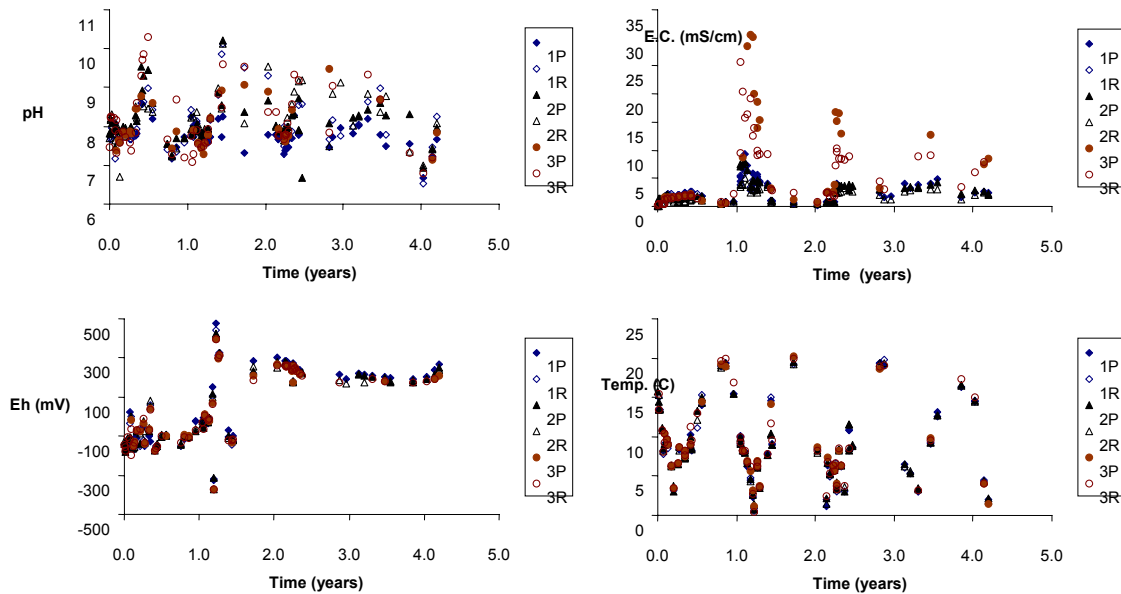 11
10
9
8
7
6
pH
0.0 1.0 2.0 3.0 4.0 5.0
Time (years)
1P
1R
2P
2R
3P
3R
35
30
25
20
15
10
5
0
E.C. (mS/cm)
0.0 1.0 2.0 3.0 4.0 5.0
Time (years)
1P
1R
2P
2R
3P
3R
500
300
100
-100
-300
-500
Eh (mV)
0.0 1.0 2.0 3.0 4.0 5.0
Time (years)
1P
1R
2P
2R
3P
3R
25
20
15
10
5
0
Temp. (C)
0.0 1.0 2.0 3.0 4.0 5.0
Time (years)
1P
1R
2P
2R
3P
3R